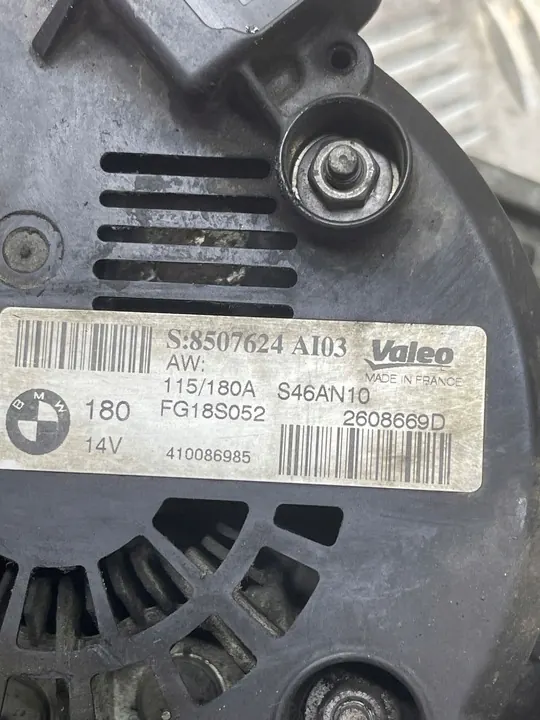 S:8507624 AI03
Valeo
AW:
MADE IN FRANCE
115/180A S46AN10
BMW
180 FG18S052 2608669D
14V 410086985